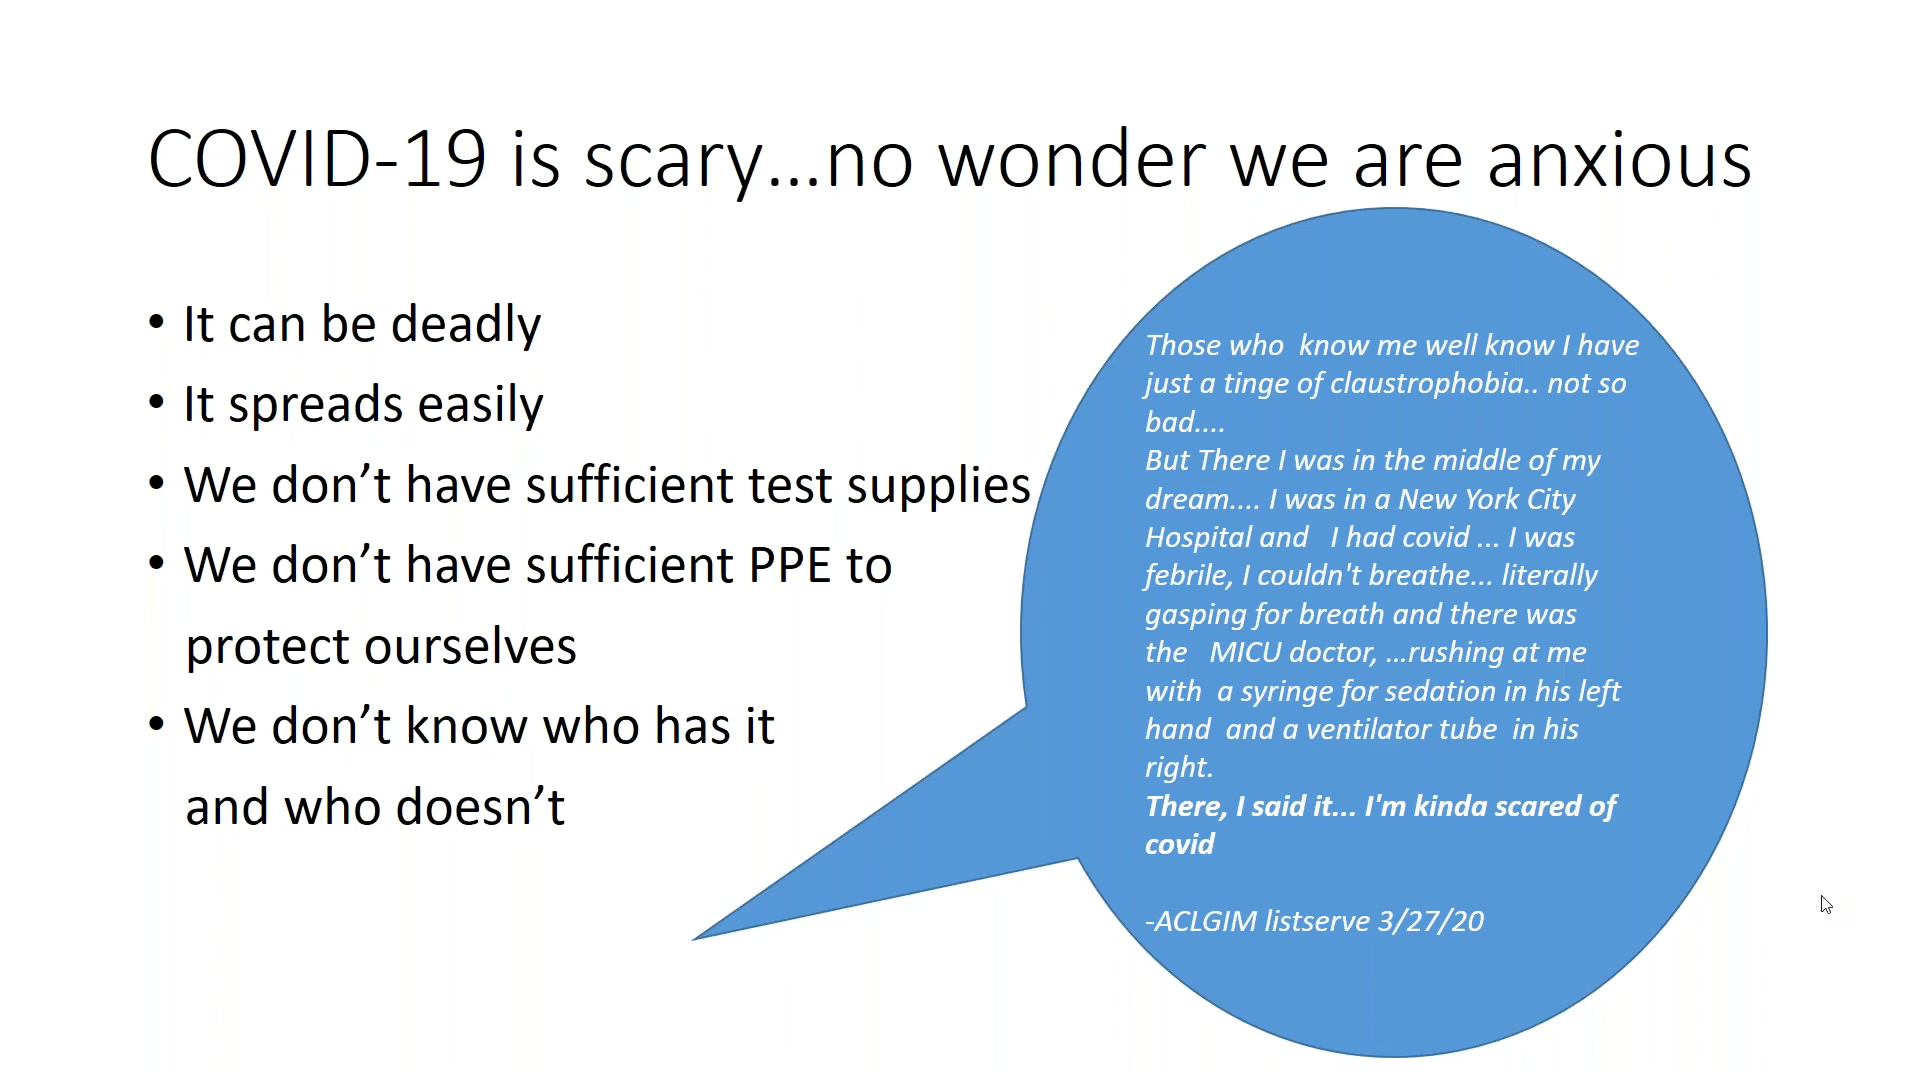 COVID-19 is scary...no wonder we are anxious
• It can be deadly
• It spreads easily
• We don’t have sufficient test supplies
• We don’t have sufficient PPE to
protect ourselves
• We don’t know who has it
and who doesn’t
Those who  know me well know I have
just a tinge of claustrophobia.. not so
bad....
But There I was in the middle of my
dream.... I was in a New York City
Hospital and   I had covid ... I was
febrile, I couldn't breathe... literally
gasping for breath and there was
the   MICU doctor, ...rushing at me
with  a syringe for sedation in his left
hand  and a ventilator tube  in his
right.
There, I said it... I'm kinda scared of
covid
-ACLGIM listserve 3/27/20